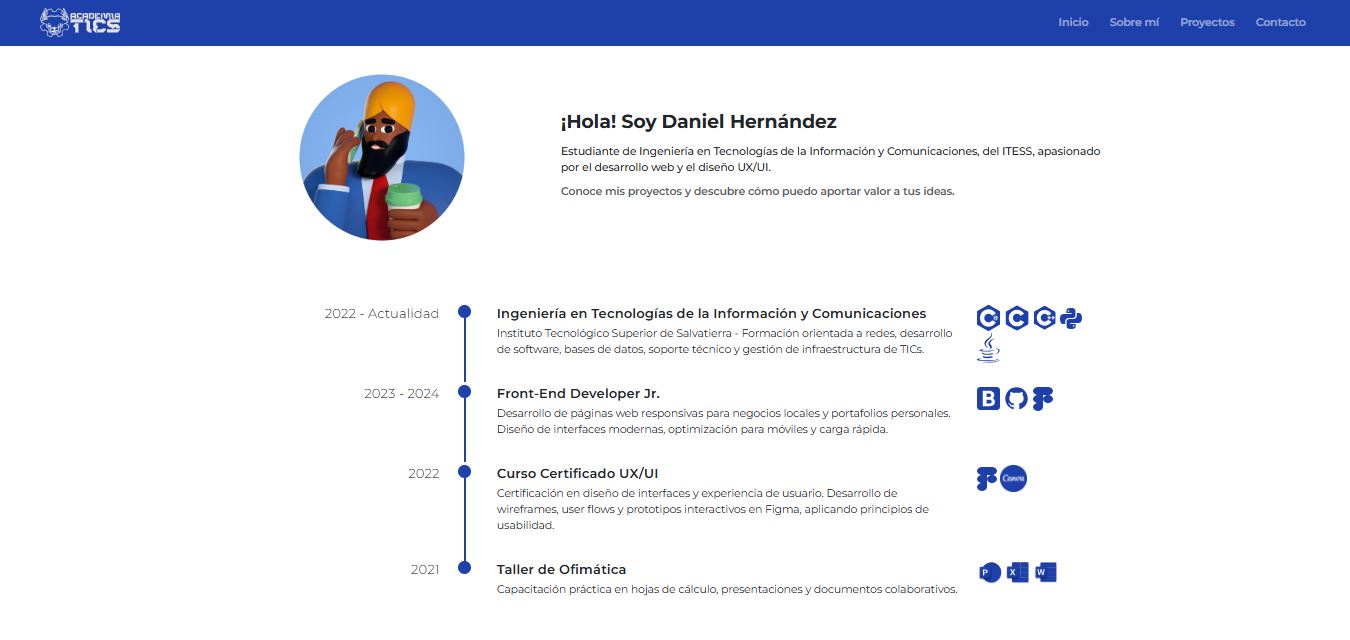 ACADEMIA
TICS
Inicio Sobre mí Proyectos Contacto
¡Hola! Soy Daniel Hernández
Estudiante de Ingeniería en Tecnologías de la Información y Comunicaciones, del ITESS, apasionado
por el desarrollo web y el diseño UX/UI.
Conoce mis proyectos y descubre cómo puedo aportar valor a tus ideas.
2022 - Actualidad
Ingeniería en Tecnologías de la Información y Comunicaciones
Instituto Tecnológico Superior de Salvatierra - Formación orientada a redes, desarrollo
de software, bases de datos, soporte técnico y gestión de infraestructura de TICs.
C C C
2023 - 2024
Front-End Developer Jr.
Desarrollo de páginas web responsivas para negocios locales y portafolios personales.
Diseño de interfaces modernas, optimización para móviles y carga rápida.
B
2022
Curso Certificado UX/UI
Certificación en diseño de interfaces y experiencia de usuario. Desarrollo de
wireframes, user flows y prototipos interactivos en Figma, aplicando principios de
usabilidad.
Canva
2021
Taller de Ofimática
Capacitación práctica en hojas de cálculo, presentaciones y documentos colaborativos.
P X W